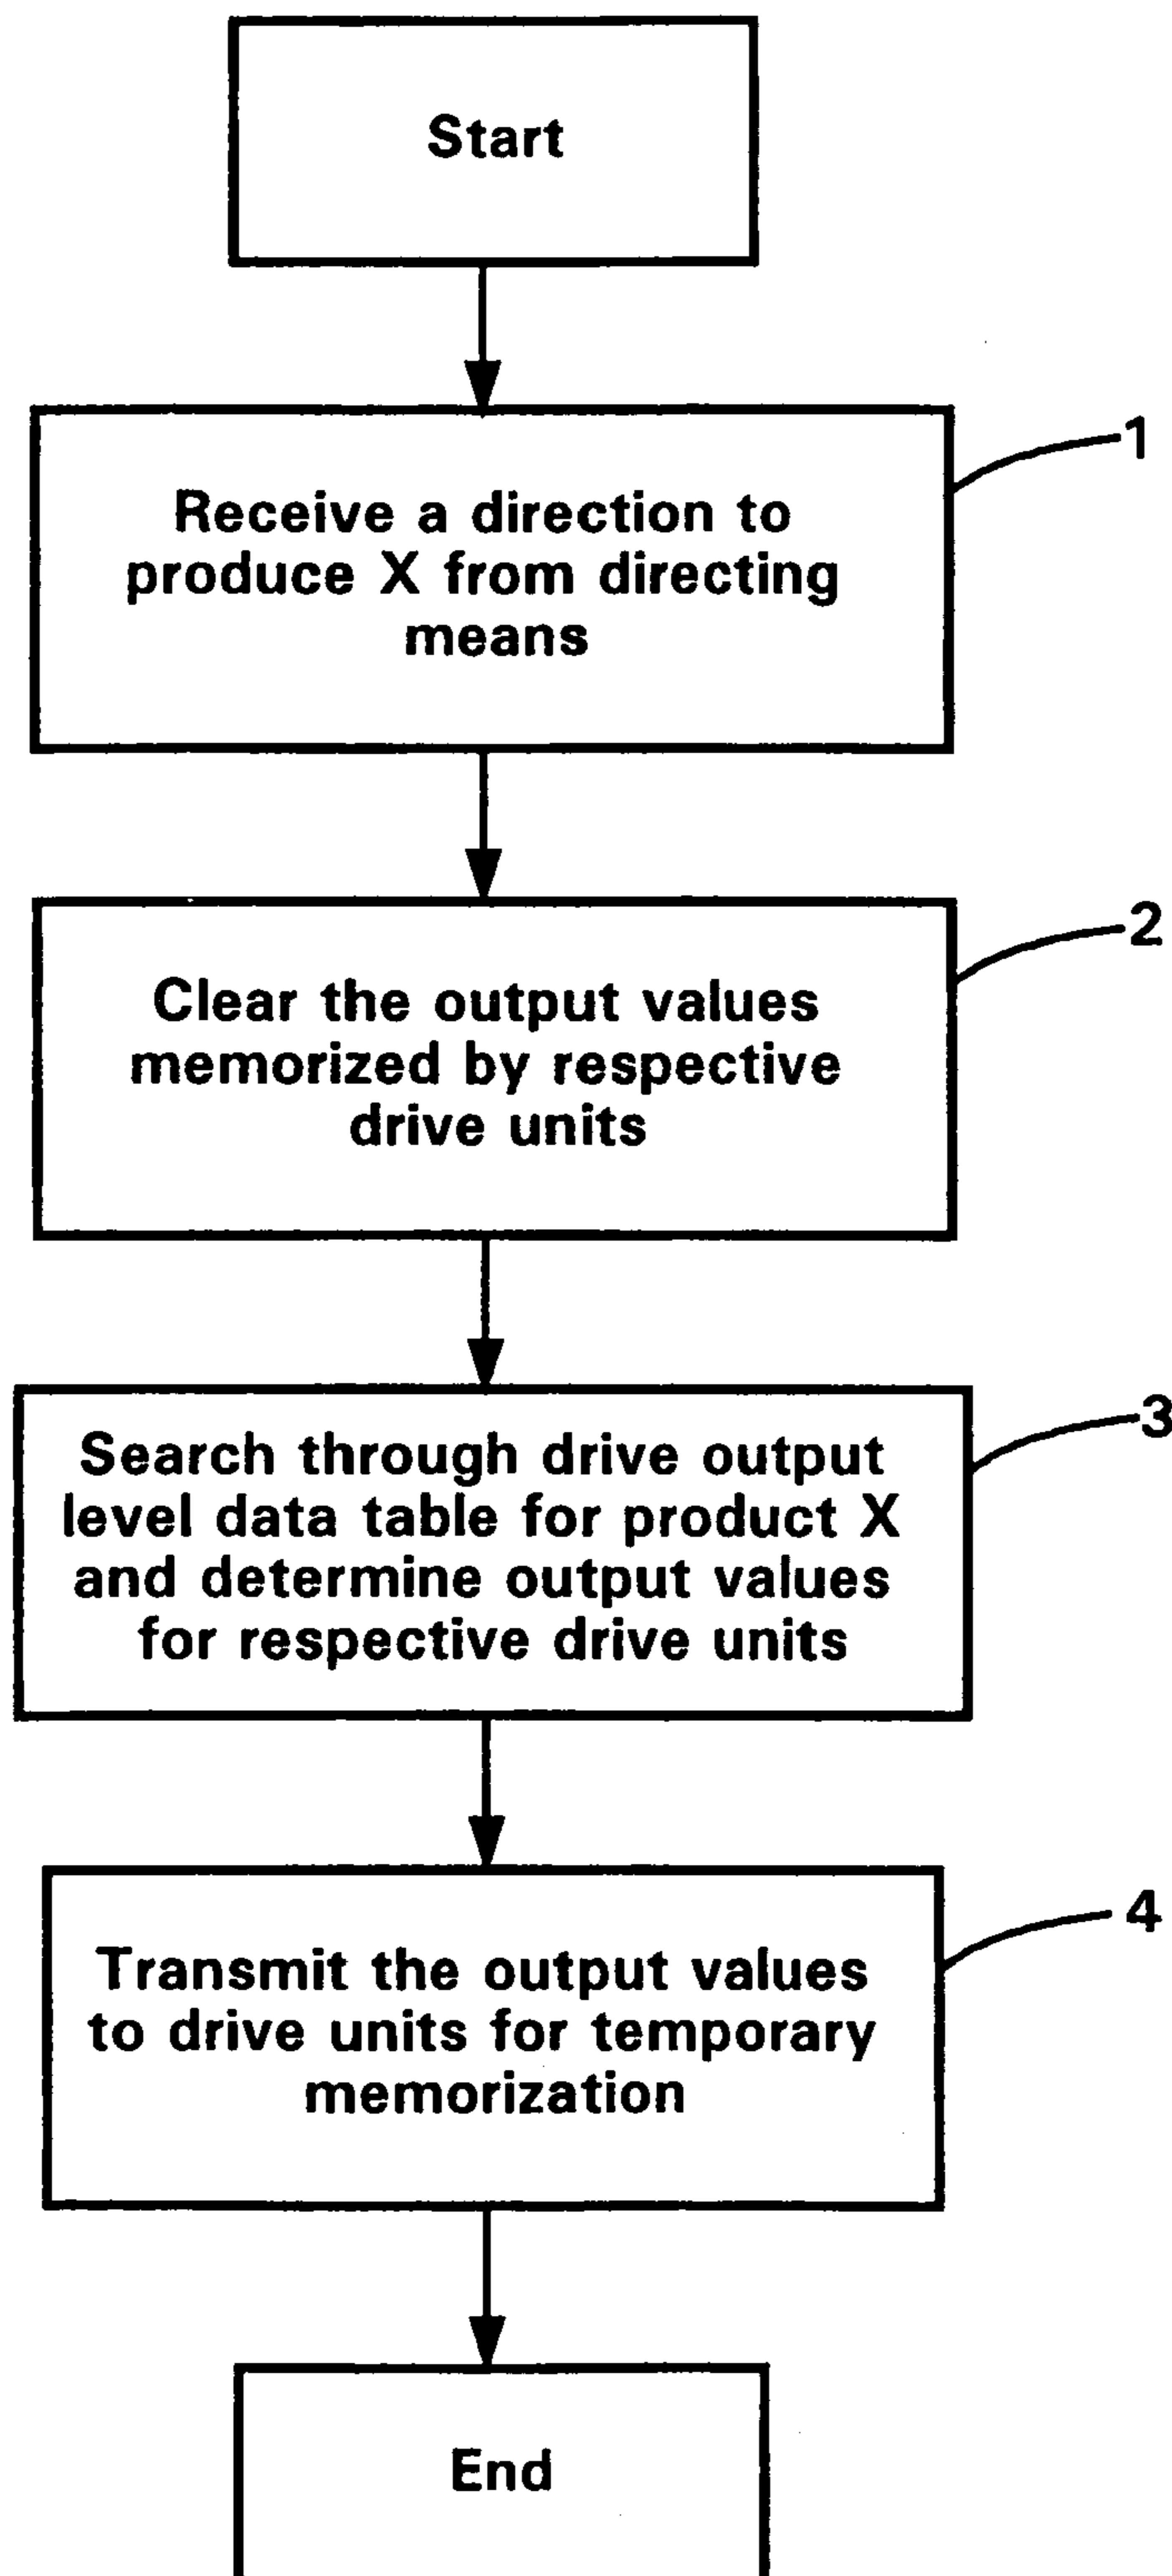 Start
1
Receive a direction to
produce X from directing
means
2
Clear the output values
memorized by respective
drive units
3
Search through drive output
level data table for product X
and determine output values
for respective drive units
4
Transmit the output values
to drive units for temporary
memorization
End